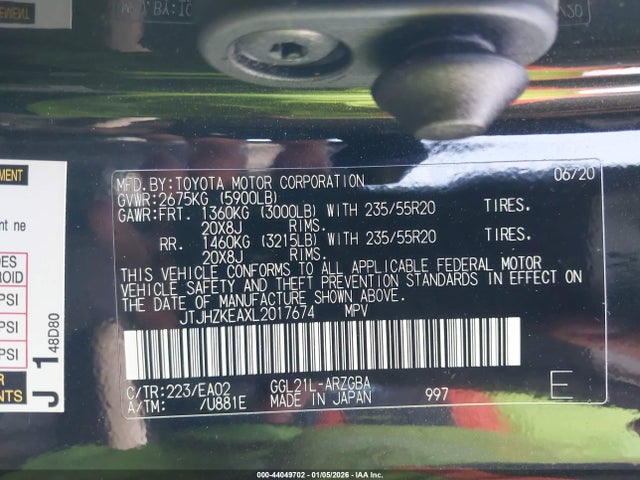 06/20
MFD.BY:TOYOTA MOTOR CORPORATION
GVWR:2675KG (5900LB)
GAWR:FRT. 1360KG (3000LB) WITH 235/55R20 TIRES.
20X8J RIMS.
RR. 1460KG (3215LB) WITH 235/55R20 TIRES.
20X8J RIMS.
THIS VEHICLE CONFORMS TO ALL APPLICABLE FEDERAL MOTOR
VEHICLE SAFETY AND THEFT PREVENTION STANDARDS IN EFFECT ON
THE DATE OF MANUFACTURE SHOWN ABOVE.
JTJHZKEAXL2017674 MPV
C/TR:223/EA02 GGL21L-ARZGBA
A/TM: /U881E MADE IN JAPAN 997 E
PSI
PSI
PSI
J 1 48D80
000-44049702 - 01/05/2026 - IAA Inc.